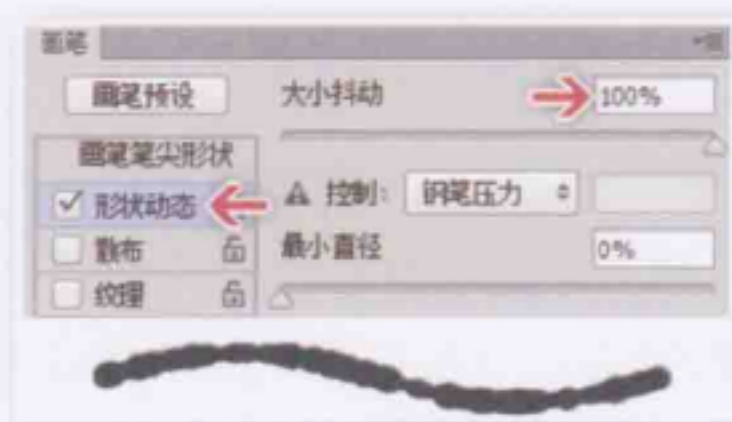 画笔
画笔预设 大小抖动 100%
画笔笔尖形状
形状动态 控制: 钢笔压力
散布 最小直径 0%
纹理